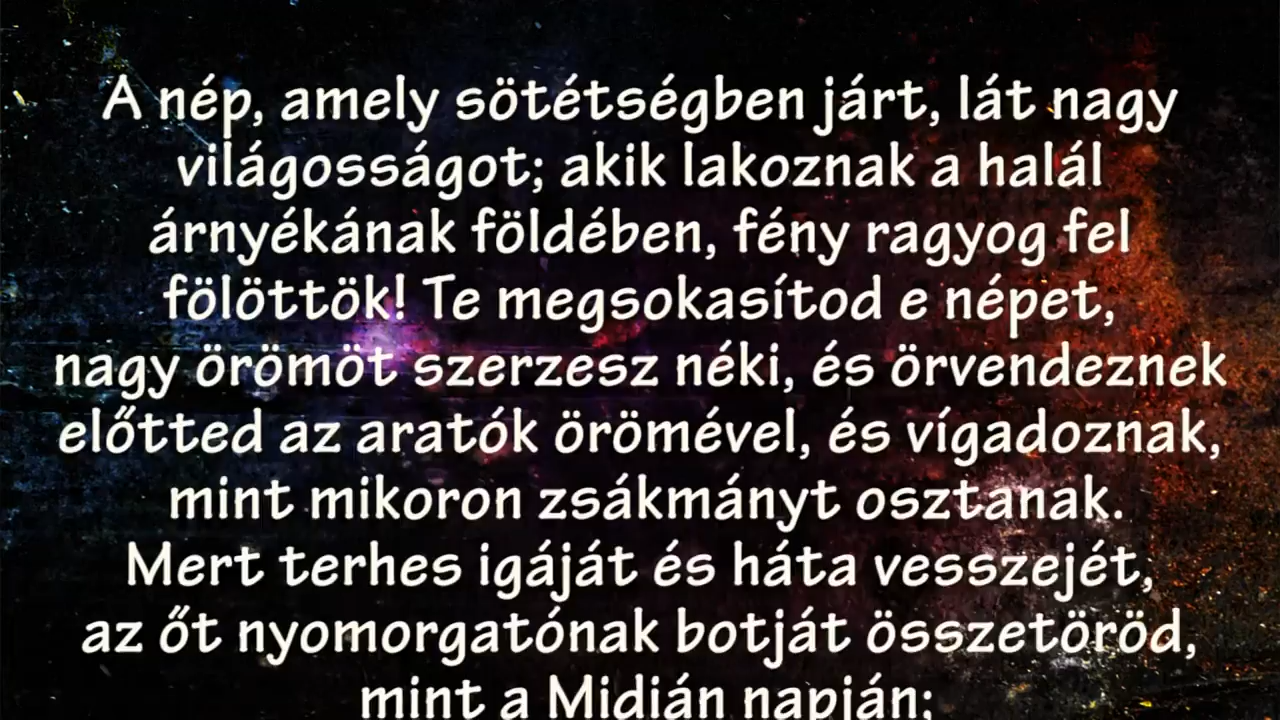 A nép, amely sötétségben járt, lát nagy
világosságot; akik lakoznak a halál
árnyékának földében, fény ragyog fel
fölöttök! Te megsokasítod e népet,
nagy örömöt szerzesz néki, és örvendeznek
előtted az aratók örömével, és vígadoznak,
mint mikoron zsákmányt osztanak.
Mert terhes igáját és háta vesszejét,
az őt nyomorgatónak botját összetöröd,
mint a Midián napján;